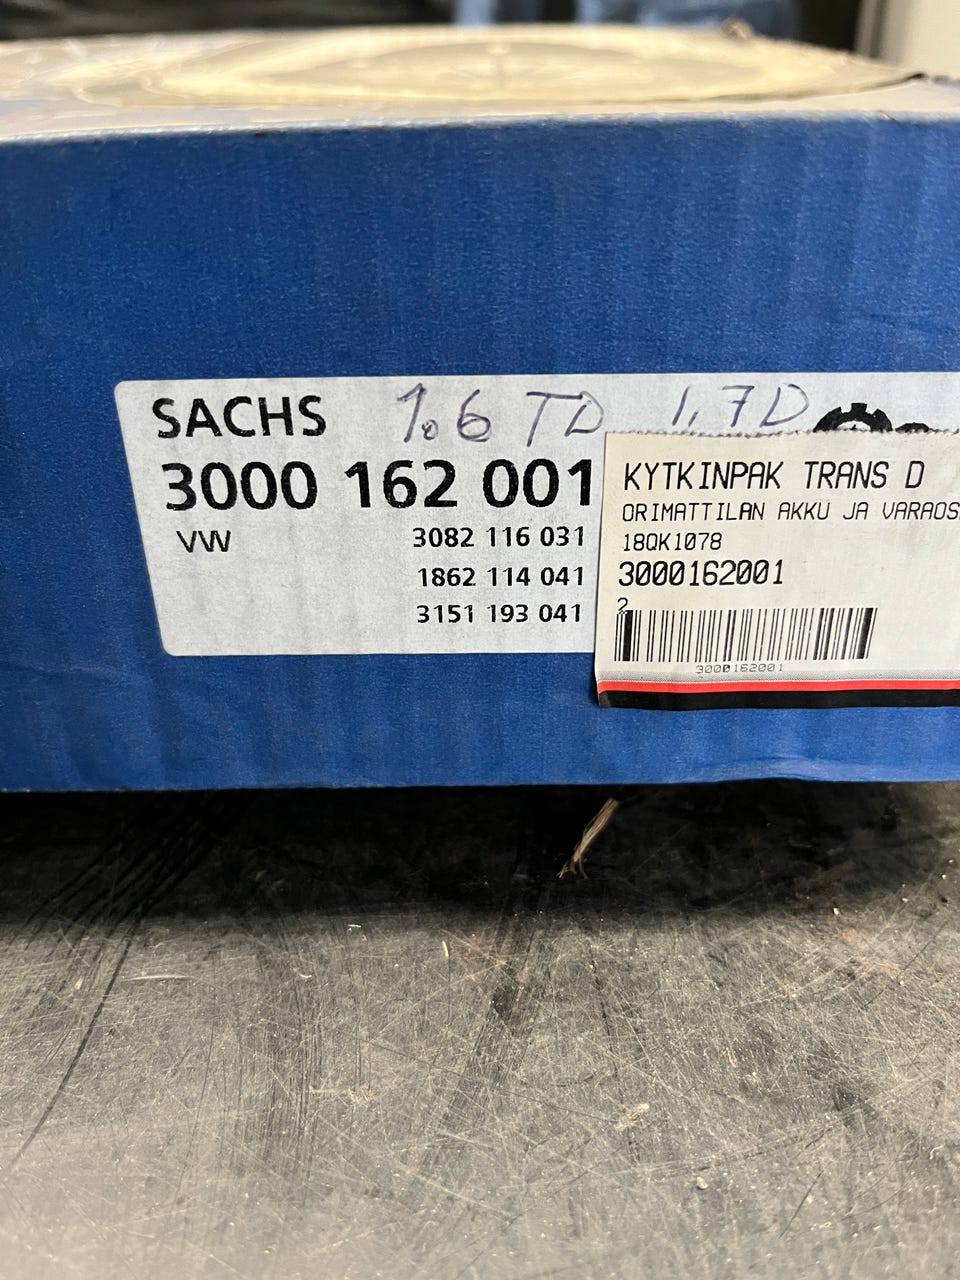 SACHS 1.6 TD 1,7D
3000 162 001
VW 3082 116 031
1862 114 041
3151 193 041
KYTKINPAK TRANS D
ORIMATTILAN AKKU JA VARAOS
18QK1078
3000162001
2
3000162001